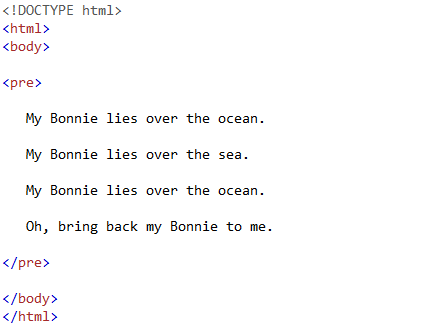 <!DOCTYPE html>
<html>
<body>
<pre>
My Bonnie lies over the ocean.
My Bonnie lies over the sea.
My Bonnie lies over the ocean.
Oh, bring back my Bonnie to me.
</pre>
</body>
</html>